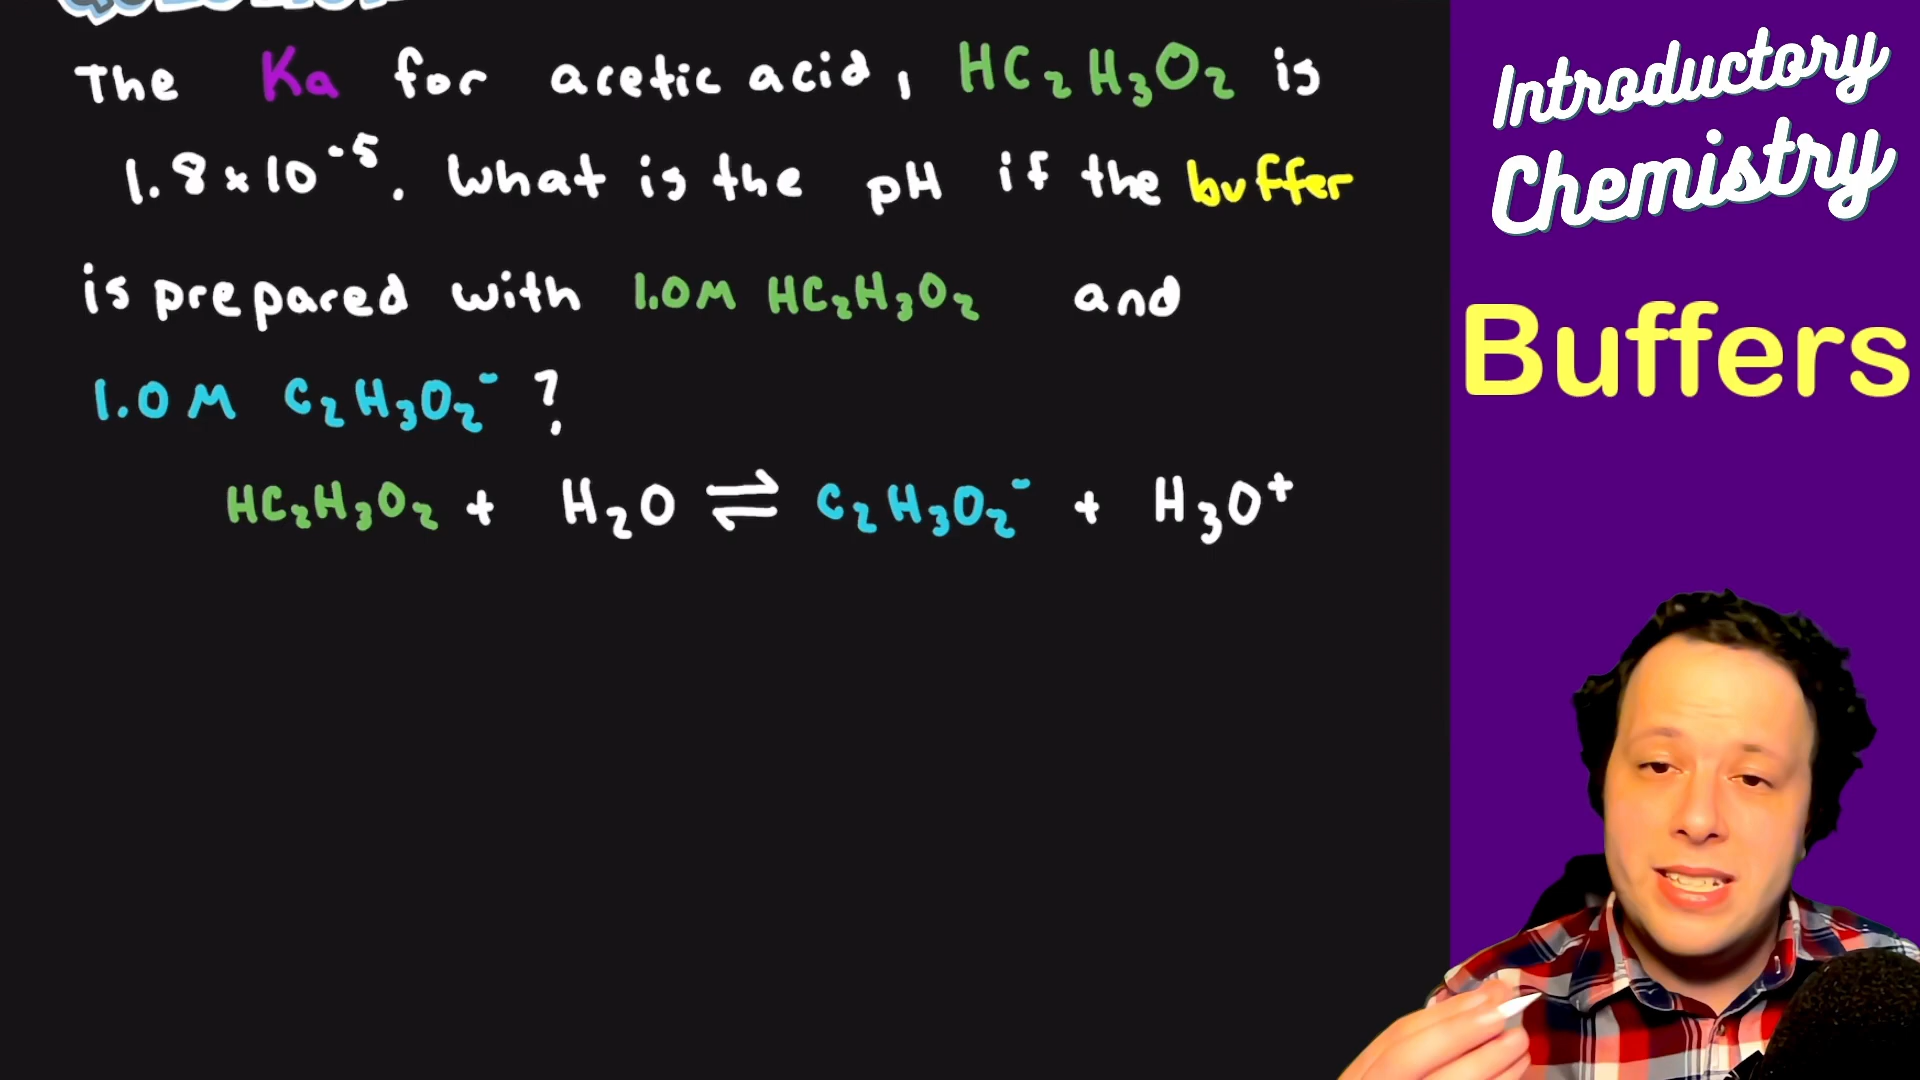 The Ka for acetic acid, HC₂H₃O₂ is
1.8 x 10⁻⁵. What is the pH if the buffer
is prepared with 1.0M HC₂H₃O₂ and
1.0 M C₂H₃O₂⁻ ?
HC₂H₃O₂ + H₂O ⇌ C₂H₃O₂⁻ + H₃O⁺
Introductory
Chemistry
Buffers